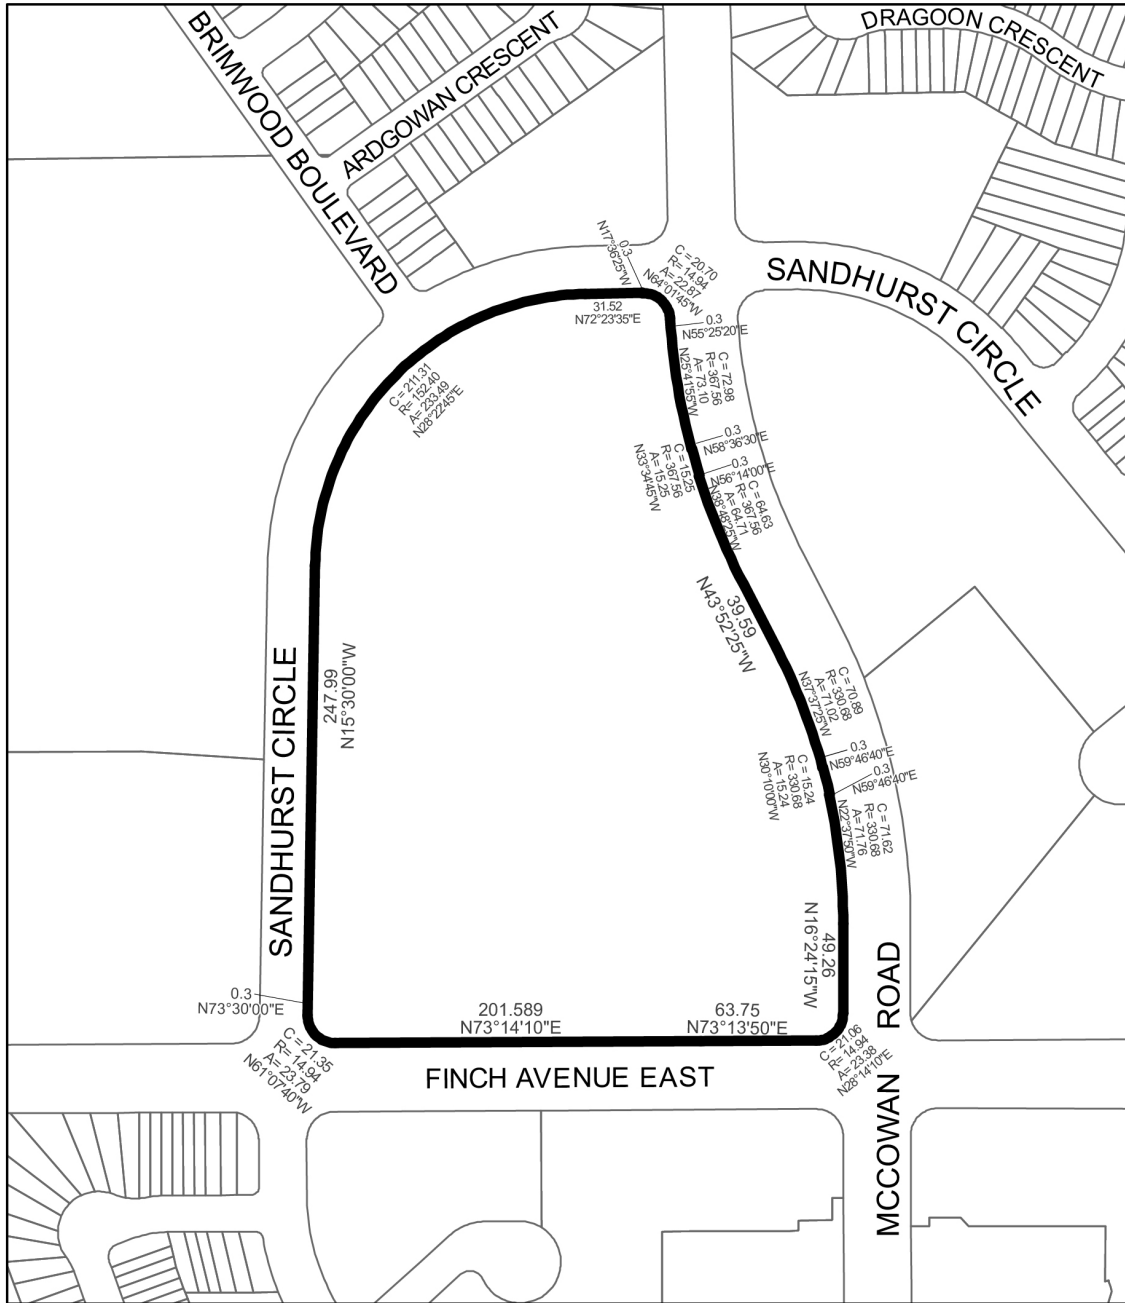 BRIMWOOD BOULEVARD
ARDGOWAN CRESCENT
DRAGOON CRESCENT
SANDHURST CIRCLE
0.3
N17°36'25"W
C = 20.70
R= 14.94
A= 22.87
N64°01'45"W
31.52
N72°23'35"E
0.3
N55°25'20"E
C = 211.31
R= 152.40
A= 233.49
N28°22'45"E
C = 72.98
R= 367.56
A= 73.10
N25°41'55"W
0.3
N58°36'30"E
C = 15.25
R= 367.56
A= 15.25
N33°34'45"W
0.3
N56°14'00"E
C = 64.63
R= 367.56
A= 64.71
N38°48'25"W
39.59
N43°52'25"W
247.99
N15°30'00"W
SANDHURST CIRCLE
C = 70.89
R= 330.68
A= 71.02
N37°37'25"W
0.3
N59°46'40"E
C = 15.24
R= 330.68
A= 15.24
N30°10'00"W
0.3
N59°46'40"E
C = 71.62
R= 330.68
A= 71.76
N22°37'50"W
49.26
N16°24'15"W
0.3
N73°30'00"E
201.589
N73°14'10"E
63.75
N73°13'50"E
C = 21.35
R= 14.94
A= 23.79
N61°07'40"W
C = 21.06
R= 14.94
A= 23.38
N28°14'10"E
FINCH AVENUE EAST
MCCOWAN ROAD